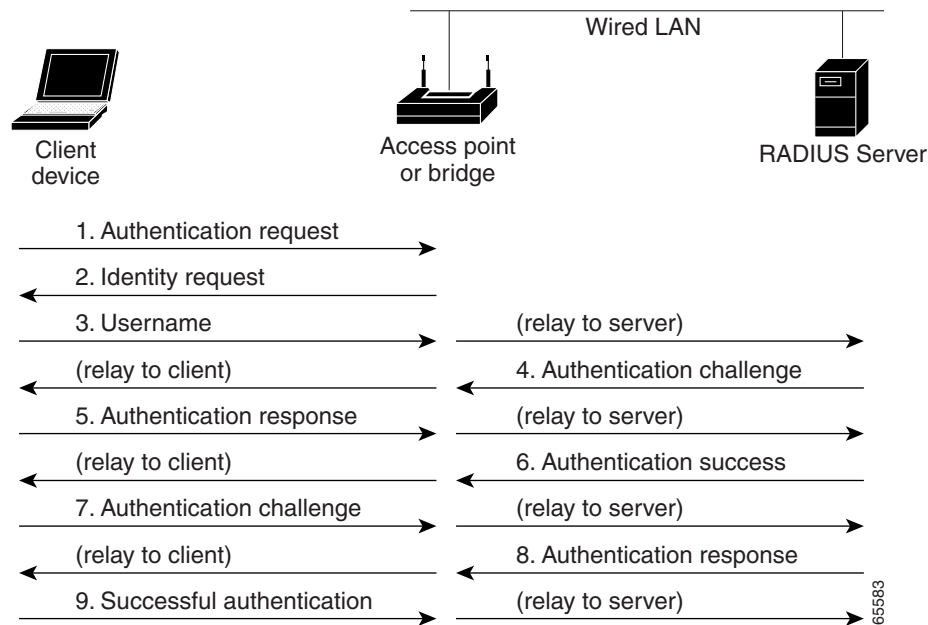 Wired LAN
Client
device
Access point
or bridge
RADIUS Server
1. Authentication request
2. Identity request
3. Username
(relay to server)
(relay to client)
4. Authentication challenge
5. Authentication response
(relay to server)
(relay to client)
6. Authentication success
7. Authentication challenge
(relay to server)
(relay to client)
8. Authentication response
9. Successful authentication
(relay to server)
65583